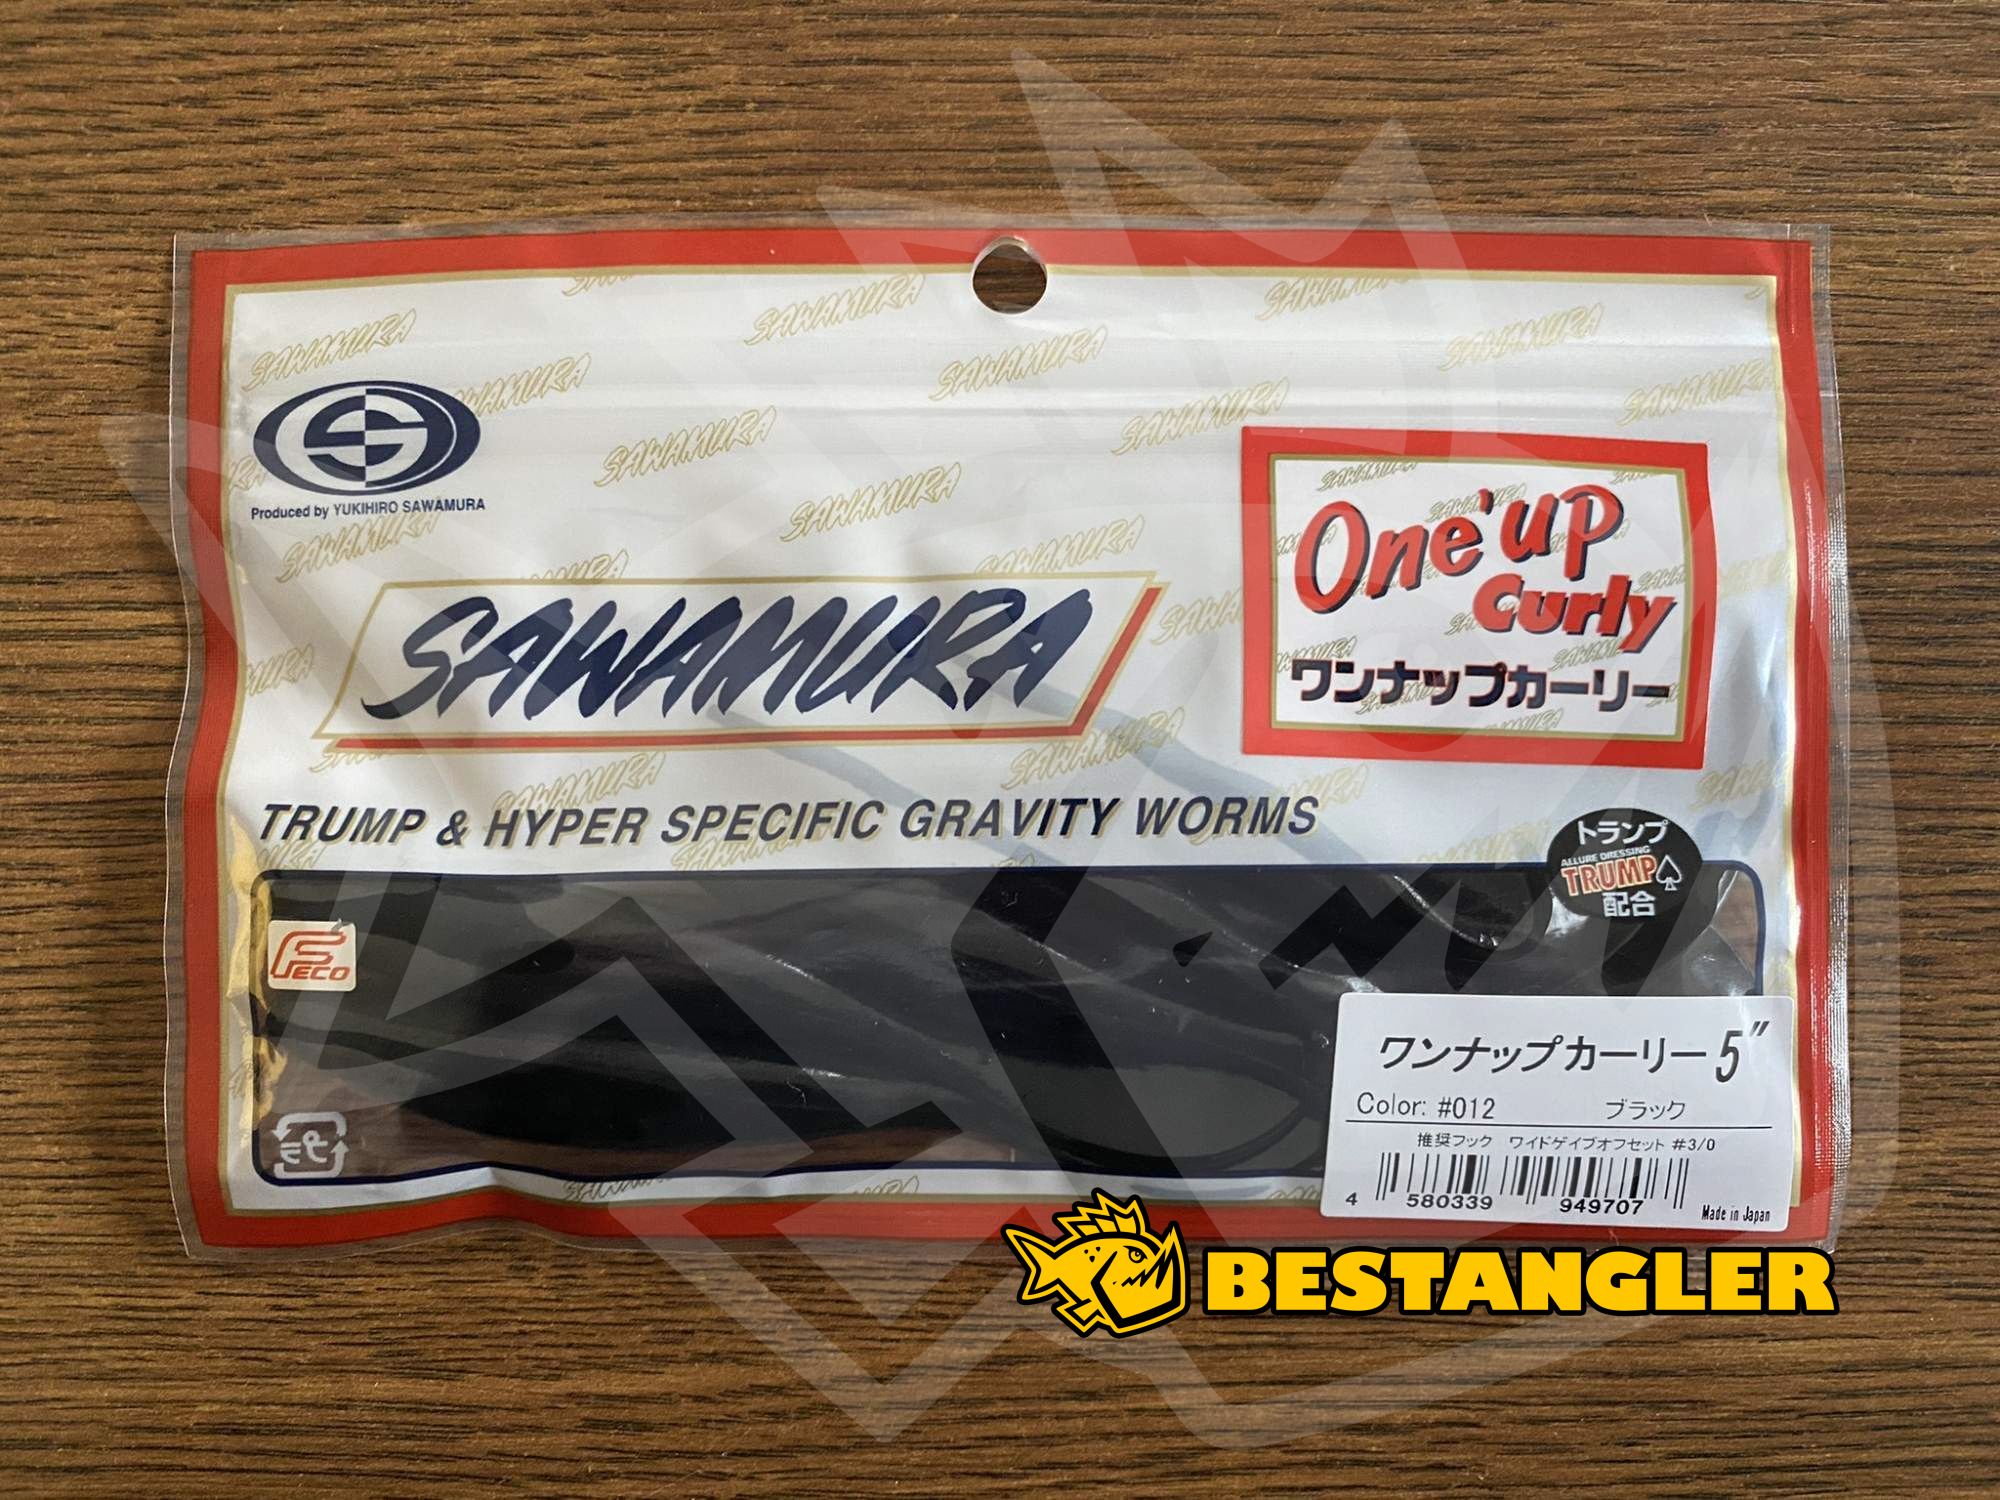 Produced by YUKIHIRO SAWAMURA
SAWAMURA
One'up
Curly
ワンナップカーリー
TRUMP & HYPER SPECIFIC GRAVITY WORMS
トランプ
ALLURE DRESSING
TRUMP
配合
FECO
プラ
ワンナップカーリー 5"
Color: #012 ブラック
推奨フック ワイドゲイプオフセット #3/0
4 580339 949707
Made in Japan
BESTANGLER